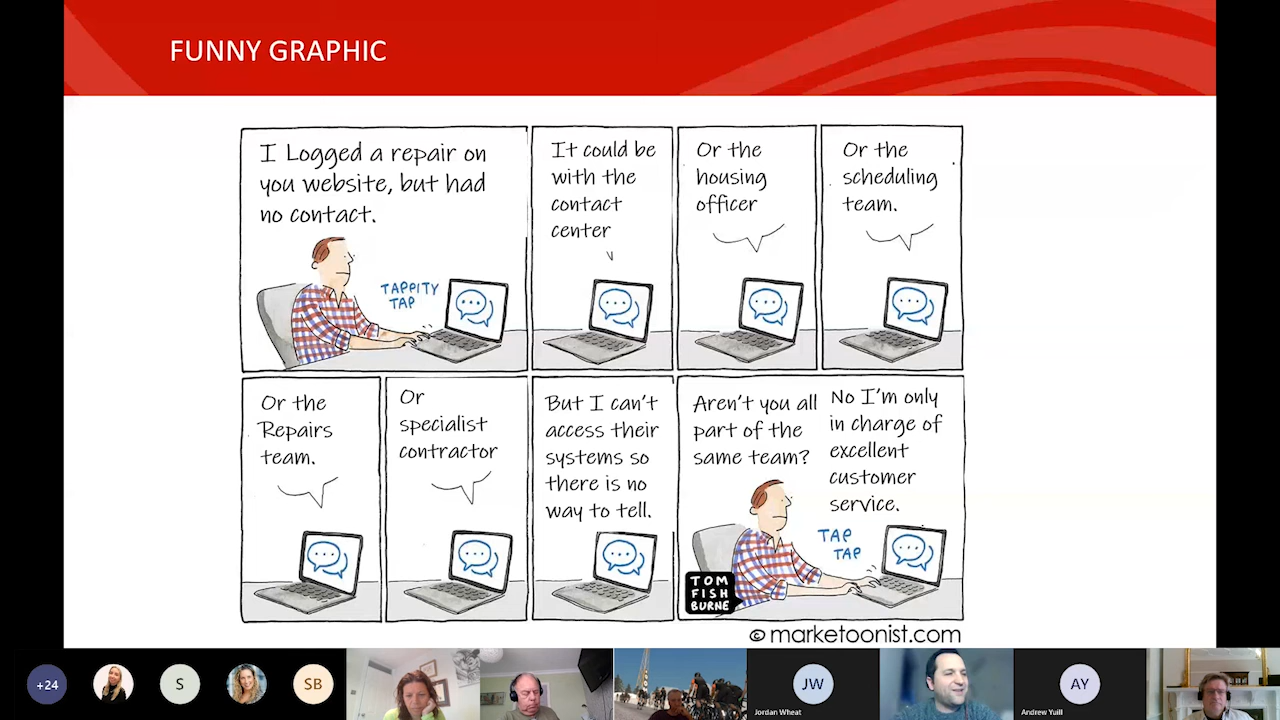 FUNNY GRAPHIC
I Logged a repair on
you website, but had
no contact.
TAPPITY
TAP
It could be
with the
contact
center
Or the
housing
officer
Or the
scheduling
team.
Or the
Repairs
team.
Or
specialist
contractor
But I can't
access their
systems so
there is no
way to tell.
Aren't you all
part of the
same team?
No I'm only
in charge of
excellent
customer
service.
TAP
TAP
TOM
FISH
BURNE
© marketoonist.com
+24
S
SB
JW
Jordan Wheat
AY
Andrew Yuill